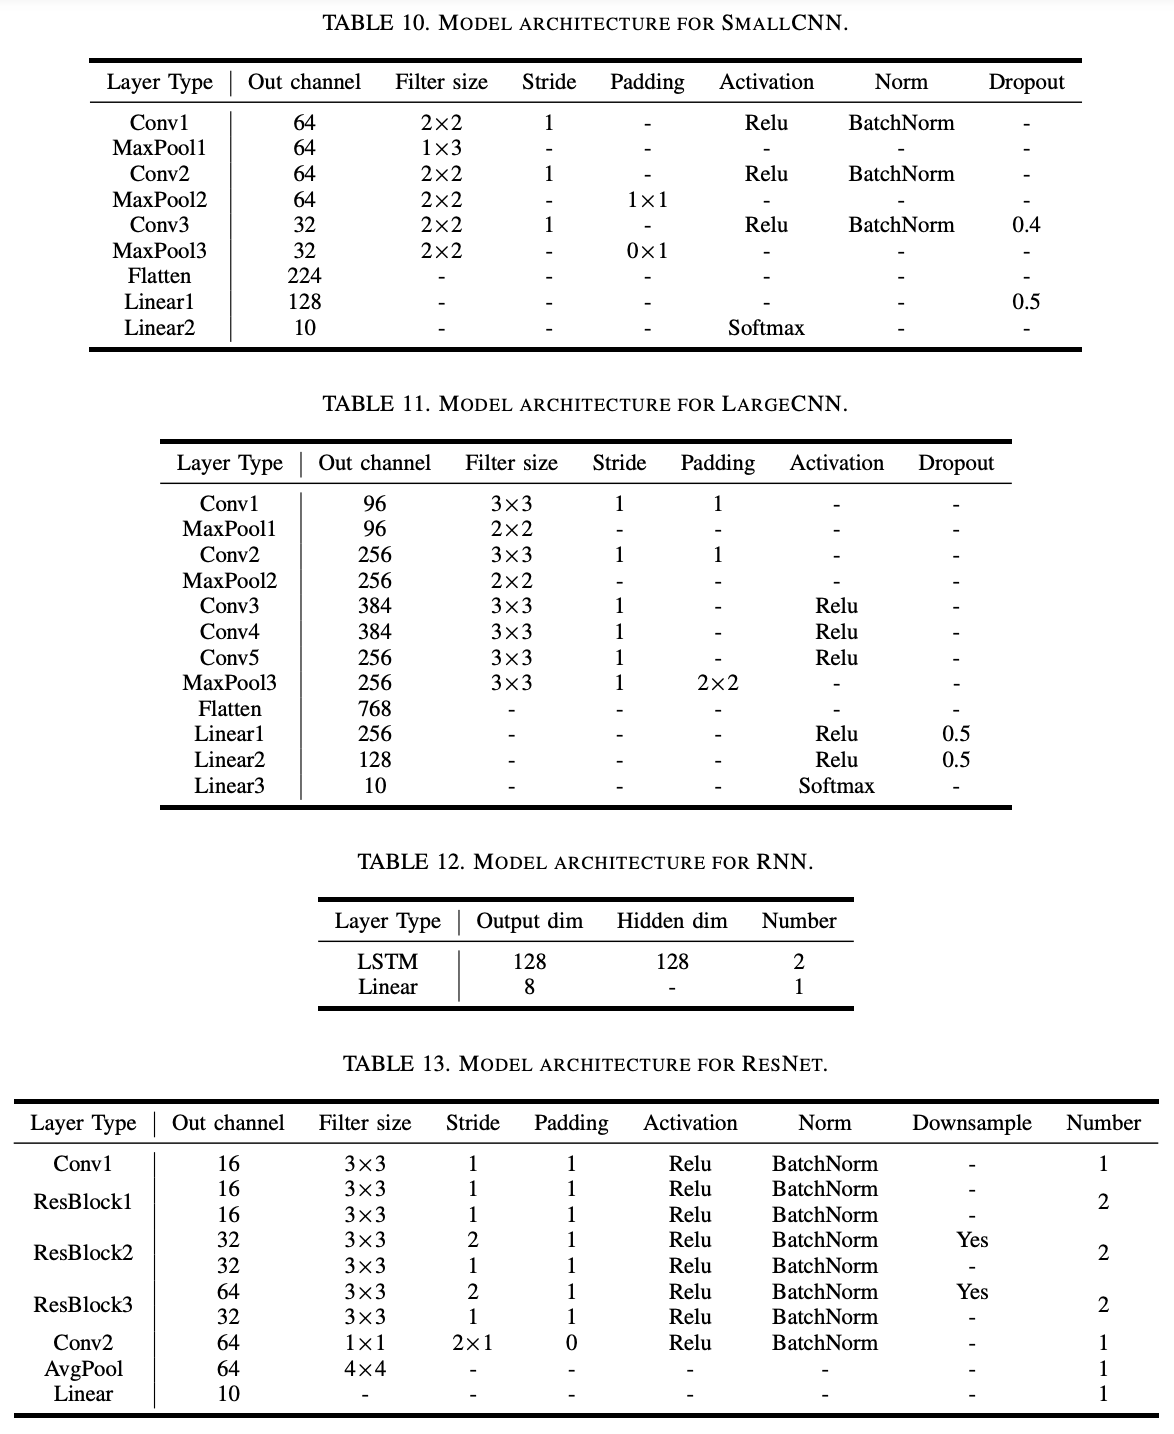 TABLE 10. MODEL ARCHITECTURE FOR SMALLCNN.
Layer Type Out channel Filter size Stride Padding Activation Norm Dropout
Conv1 64 2×2 1 - Relu BatchNorm -
MaxPool1 64 1×3 - - - - -
Conv2 64 2×2 1 - Relu BatchNorm -
MaxPool2 64 2×2 - 1×1 - - -
Conv3 32 2×2 1 - Relu BatchNorm 0.4
MaxPool3 32 2×2 - 0×1 - - -
Flatten 224 - - - - - -
Linear1 128 - - - - - 0.5
Linear2 10 - - - Softmax - -
TABLE 11. MODEL ARCHITECTURE FOR LARGECNN.
Layer Type Out channel Filter size Stride Padding Activation Dropout
Conv1 96 3×3 1 1 - -
MaxPool1 96 2×2 - - - -
Conv2 256 3×3 1 1 - -
MaxPool2 256 2×2 - - - -
Conv3 384 3×3 1 - Relu -
Conv4 384 3×3 1 - Relu -
Conv5 256 3×3 1 - Relu -
MaxPool3 256 3×3 1 2×2 - -
Flatten 768 - - - - -
Linear1 256 - - - Relu 0.5
Linear2 128 - - - Relu 0.5
Linear3 10 - - - Softmax -
TABLE 12. MODEL ARCHITECTURE FOR RNN.
Layer Type Output dim Hidden dim Number
LSTM 128 128 2
Linear 8 - 1
TABLE 13. MODEL ARCHITECTURE FOR RESNET.
Layer Type Out channel Filter size Stride Padding Activation Norm Downsample Number
Conv1 16 3×3 1 1 Relu BatchNorm - 1
16 3×3 1 1 Relu BatchNorm -
ResBlock1 2
16 3×3 1 1 Relu BatchNorm -
32 3×3 2 1 Relu BatchNorm Yes
ResBlock2 2
32 3×3 1 1 Relu BatchNorm -
64 3×3 2 1 Relu BatchNorm Yes
ResBlock3 2
32 3×3 1 1 Relu BatchNorm -
Conv2 64 1×1 2×1 0 Relu BatchNorm - 1
AvgPool 64 4×4 - - - - - 1
Linear 10 - - - - - - 1